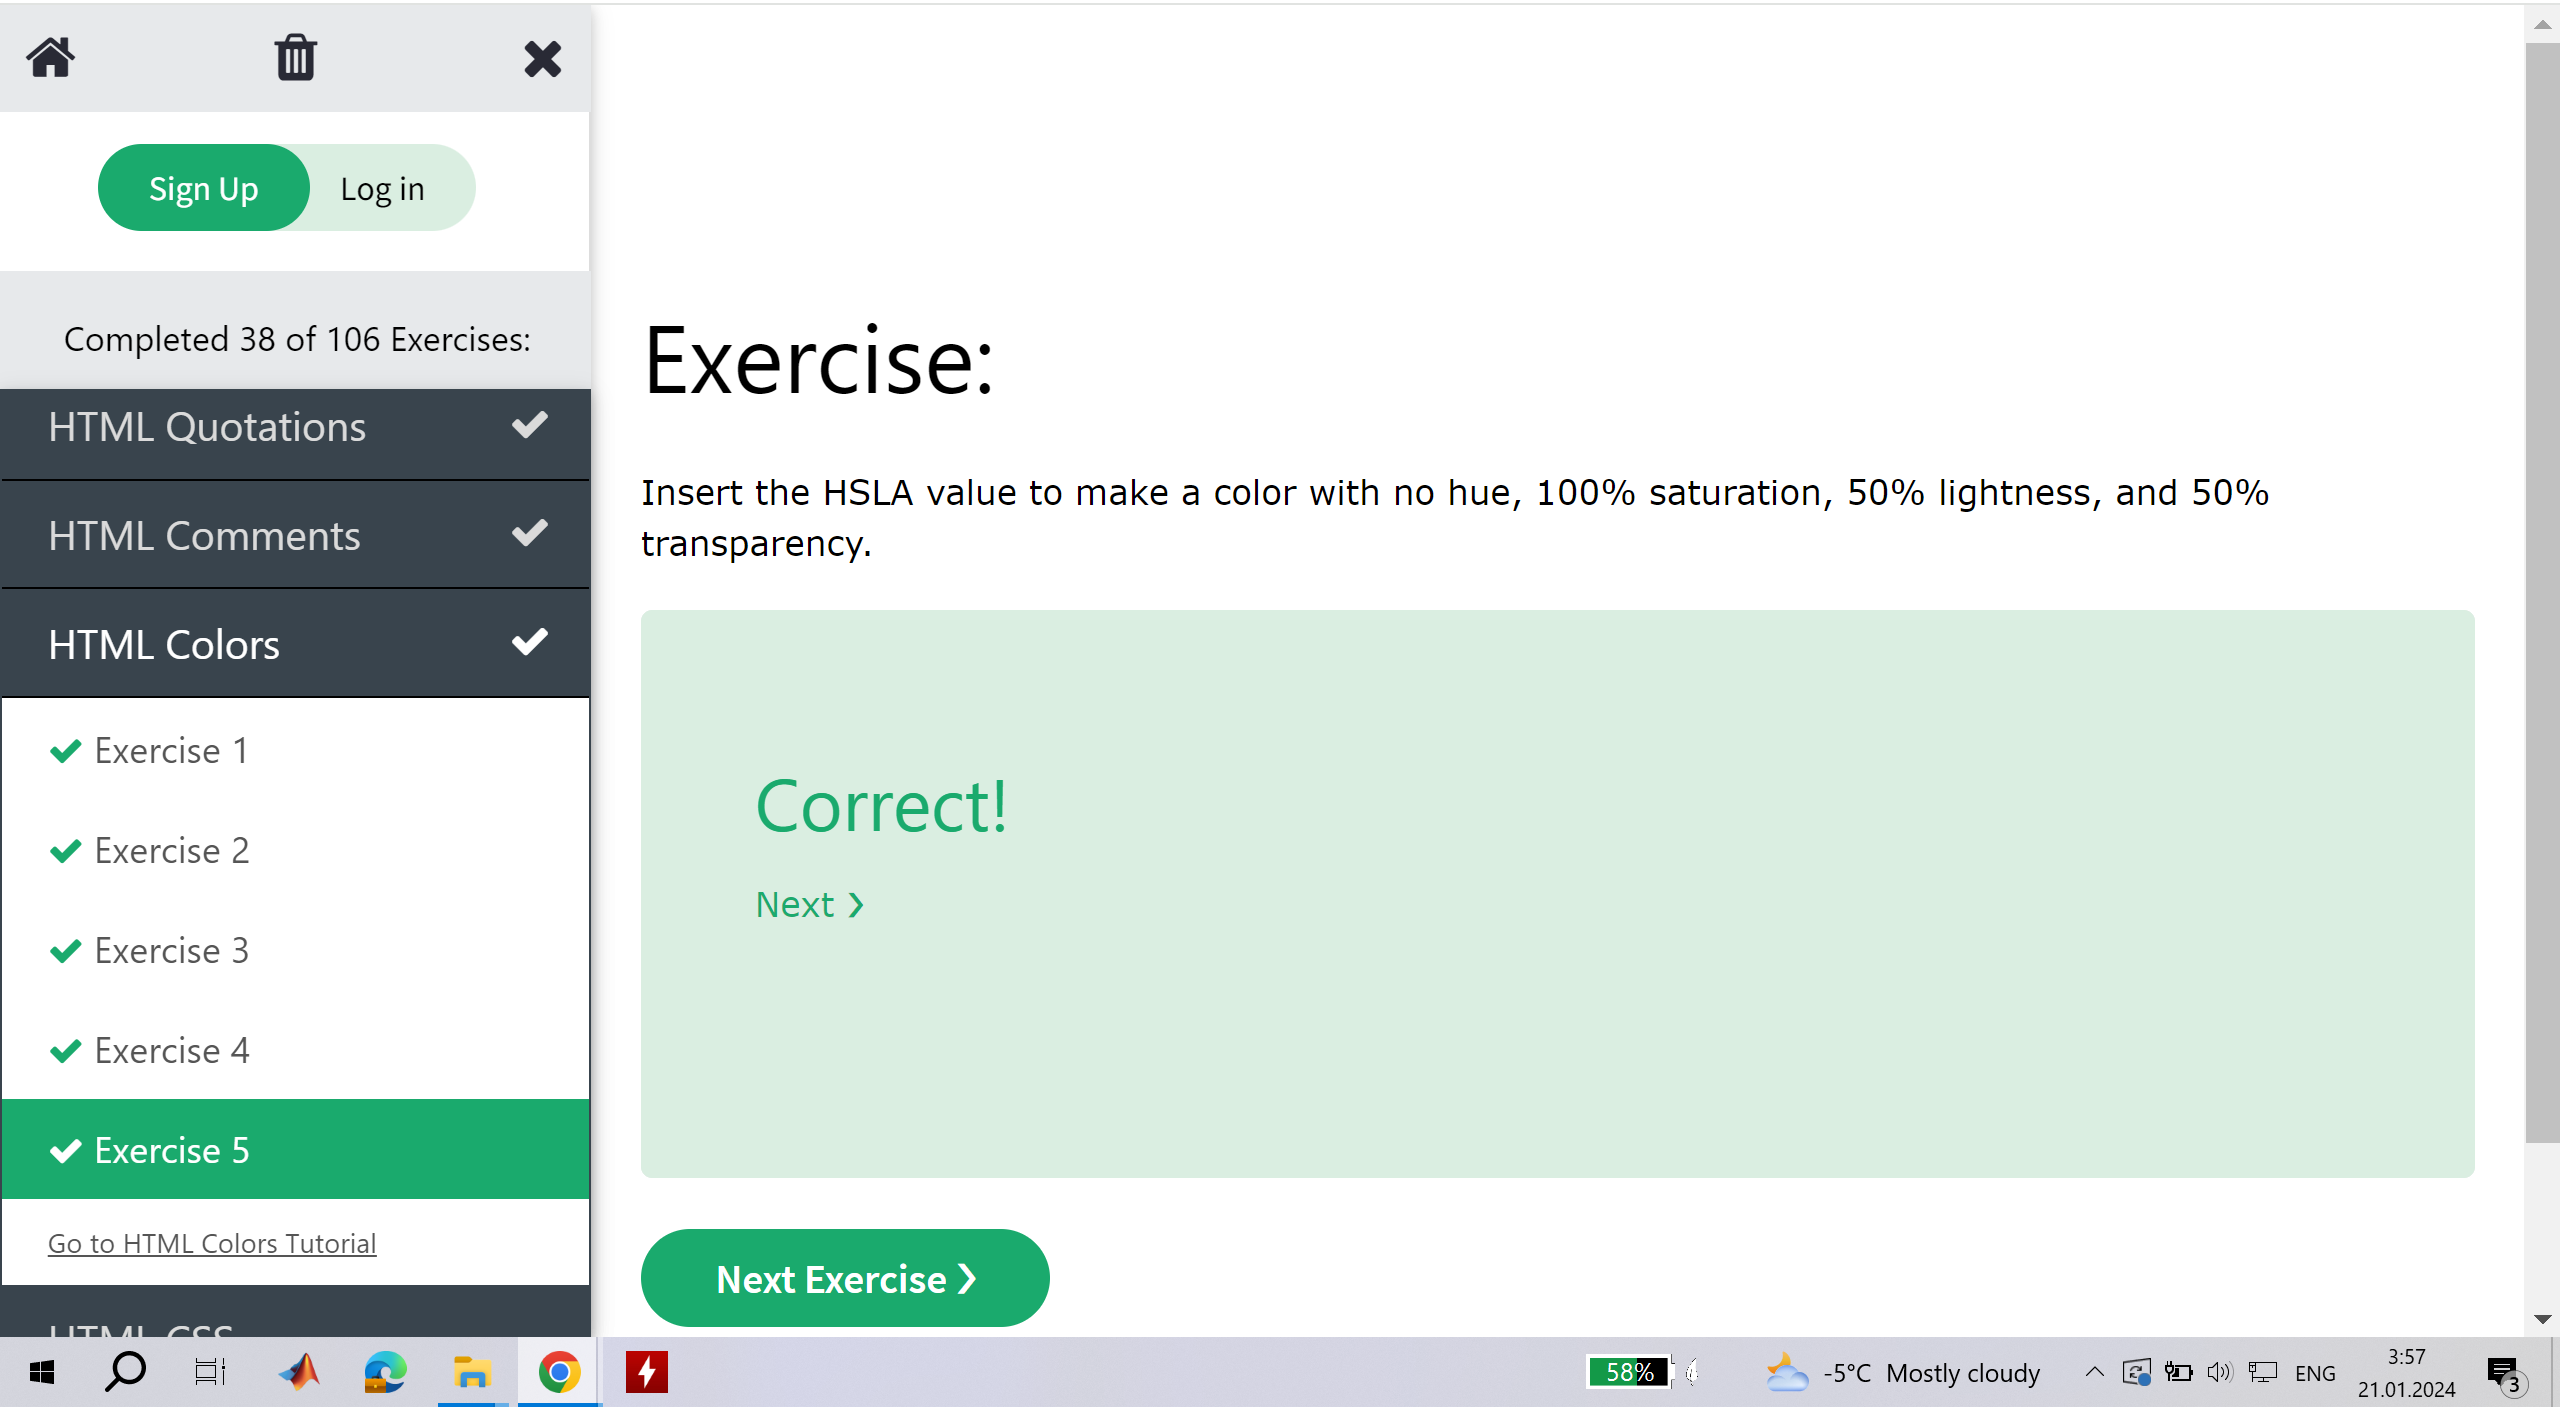 Sign Up
Log in
Completed 38 of 106 Exercises:
HTML Quotations
HTML Comments
HTML Colors
Exercise 1
Exercise 2
Exercise 3
Exercise 4
Exercise 5
Go to HTML Colors Tutorial
HTML CSS
Exercise:
Insert the HSLA value to make a color with no hue, 100% saturation, 50% lightness, and 50%
transparency.
Correct!
Next ❯
Next Exercise ❯
58%
-5°C Mostly cloudy
ENG
3:57
21.01.2024
3